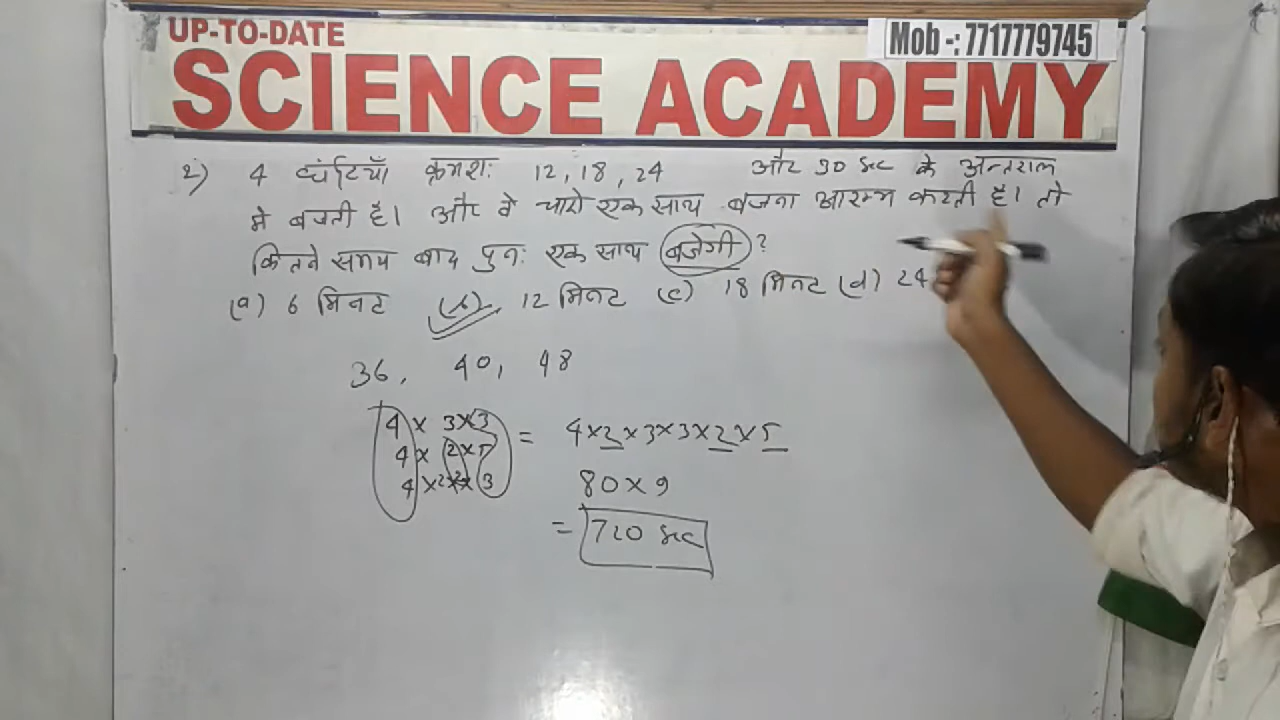 UP-TO-DATE
SCIENCE ACADEMY
Mob -: 7717779745
2) 4 घंटियाँ क्रमशः 12, 18, 24 और 30 sec के अन्तराल
मे बजती है। और वे चारो एक साथ बजना आरम्भ करती है। तो
कितने समय बाद पुनः एक साथ बजेगी ?
(a) 6 मिनट (b) 12 मिनट (c) 18 मिनट (d) 24
36, 40, 48
4 × 3 × 3 = 4 × 2 × 3 × 3 × 2 × 5
4 × 2 × 5
4 × 2 × 2 × 3
80 × 9
= 720 sec